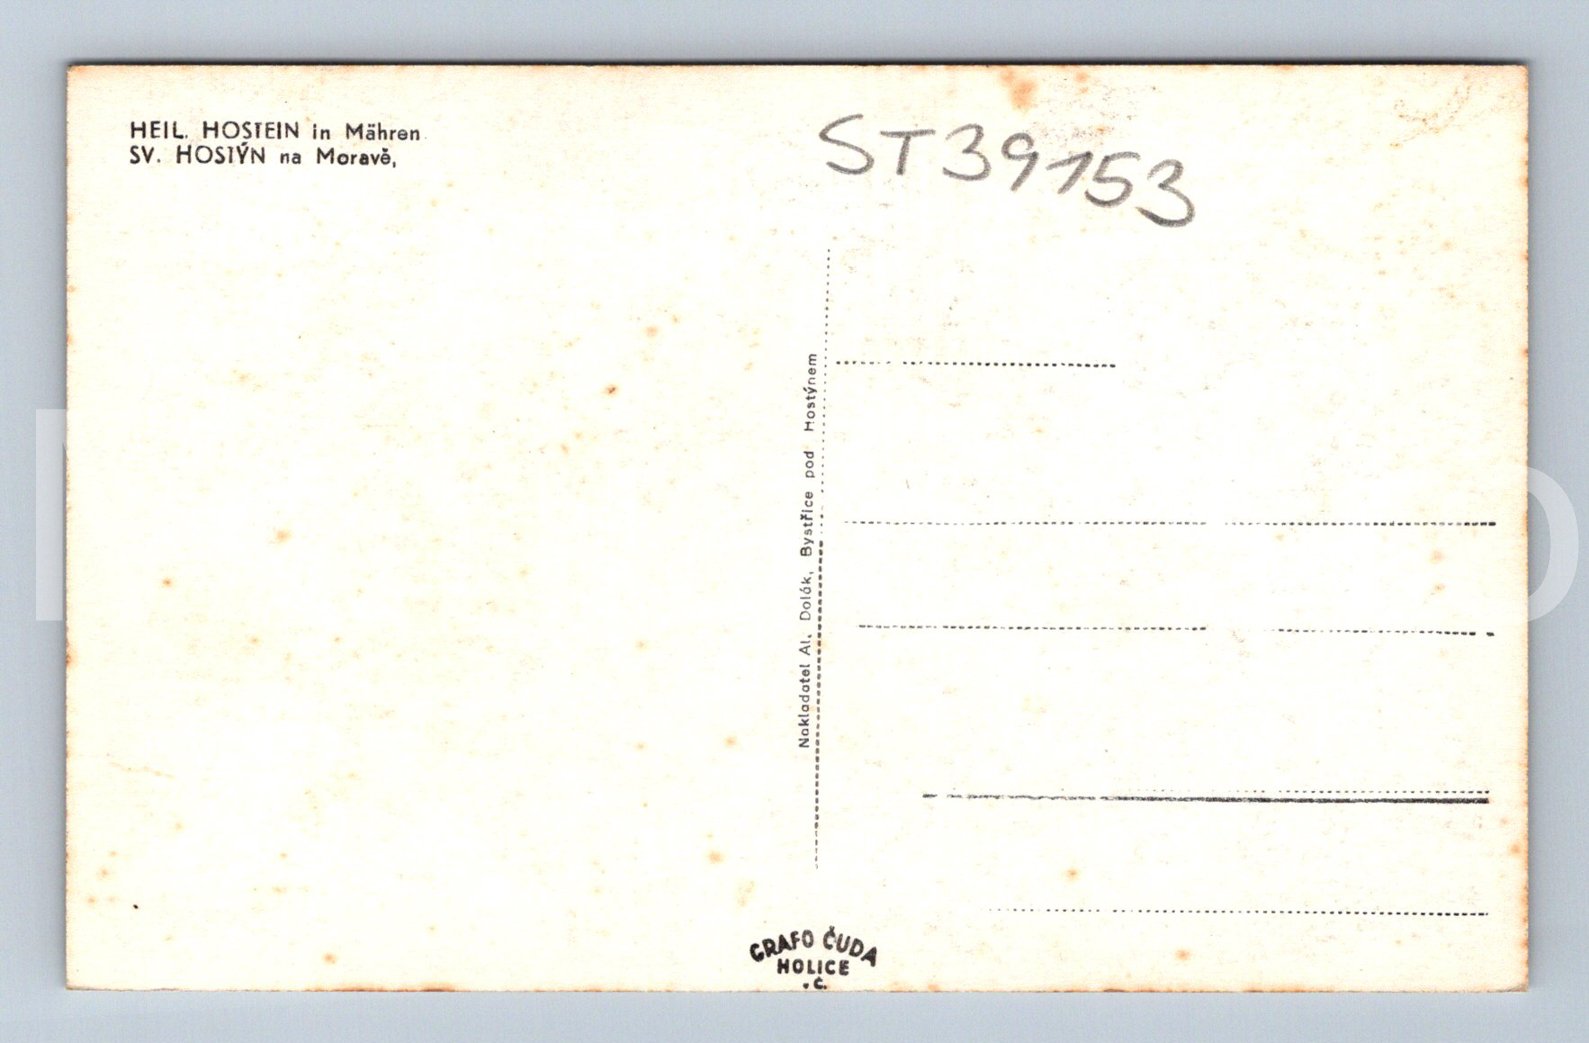 HEIL. HOSTEIN in Mähren
SV. HOSTÝN na Moravě,
ST39153
Nakladatel Al. Dolák, Bystřice pod Hostýnem
GRAFO ČUDA
HOLICE
.C.